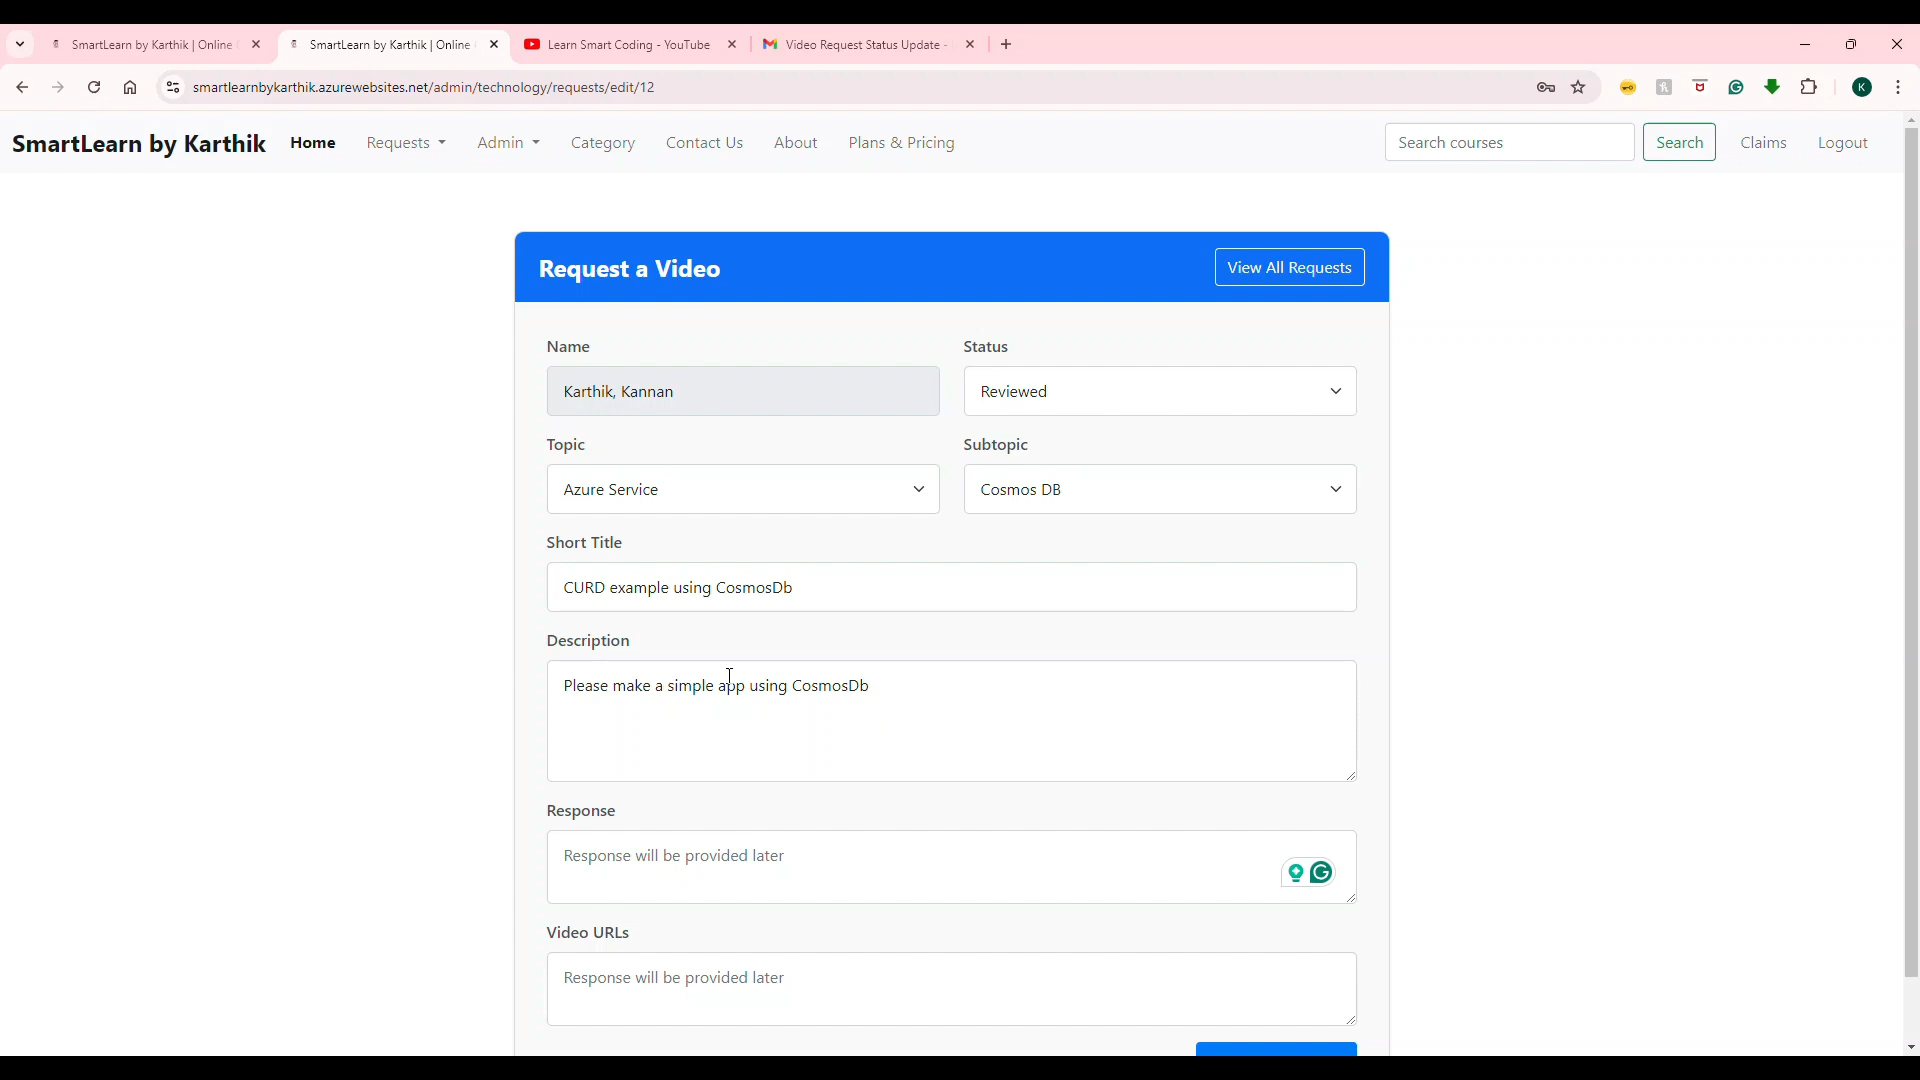 SmartLearn by Karthik | Online
SmartLearn by Karthik | Online
Learn Smart Coding - YouTube
Video Request Status Update -
smartlearnbykarthik.azurewebsites.net/admin/technology/requests/edit/12
K
SmartLearn by Karthik
Home
Requests
Admin
Category
Contact Us
About
Plans & Pricing
Search courses
Search
Claims
Logout
Request a Video
View All Requests
Name
Status
Karthik, Kannan
Reviewed
Topic
Subtopic
Azure Service
Cosmos DB
Short Title
CURD example using CosmosDb
Description
Please make a simple app using CosmosDb
Response
Response will be provided later
Video URLs
Response will be provided later